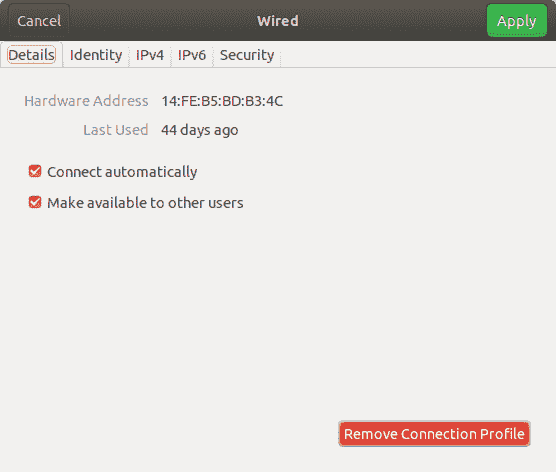 Cancel Wired Apply
Details Identity IPv4 IPv6 Security
Hardware Address 14:FE:B5:BD:B3:4C
Last Used 44 days ago
Connect automatically
Make available to other users
Remove Connection Profile